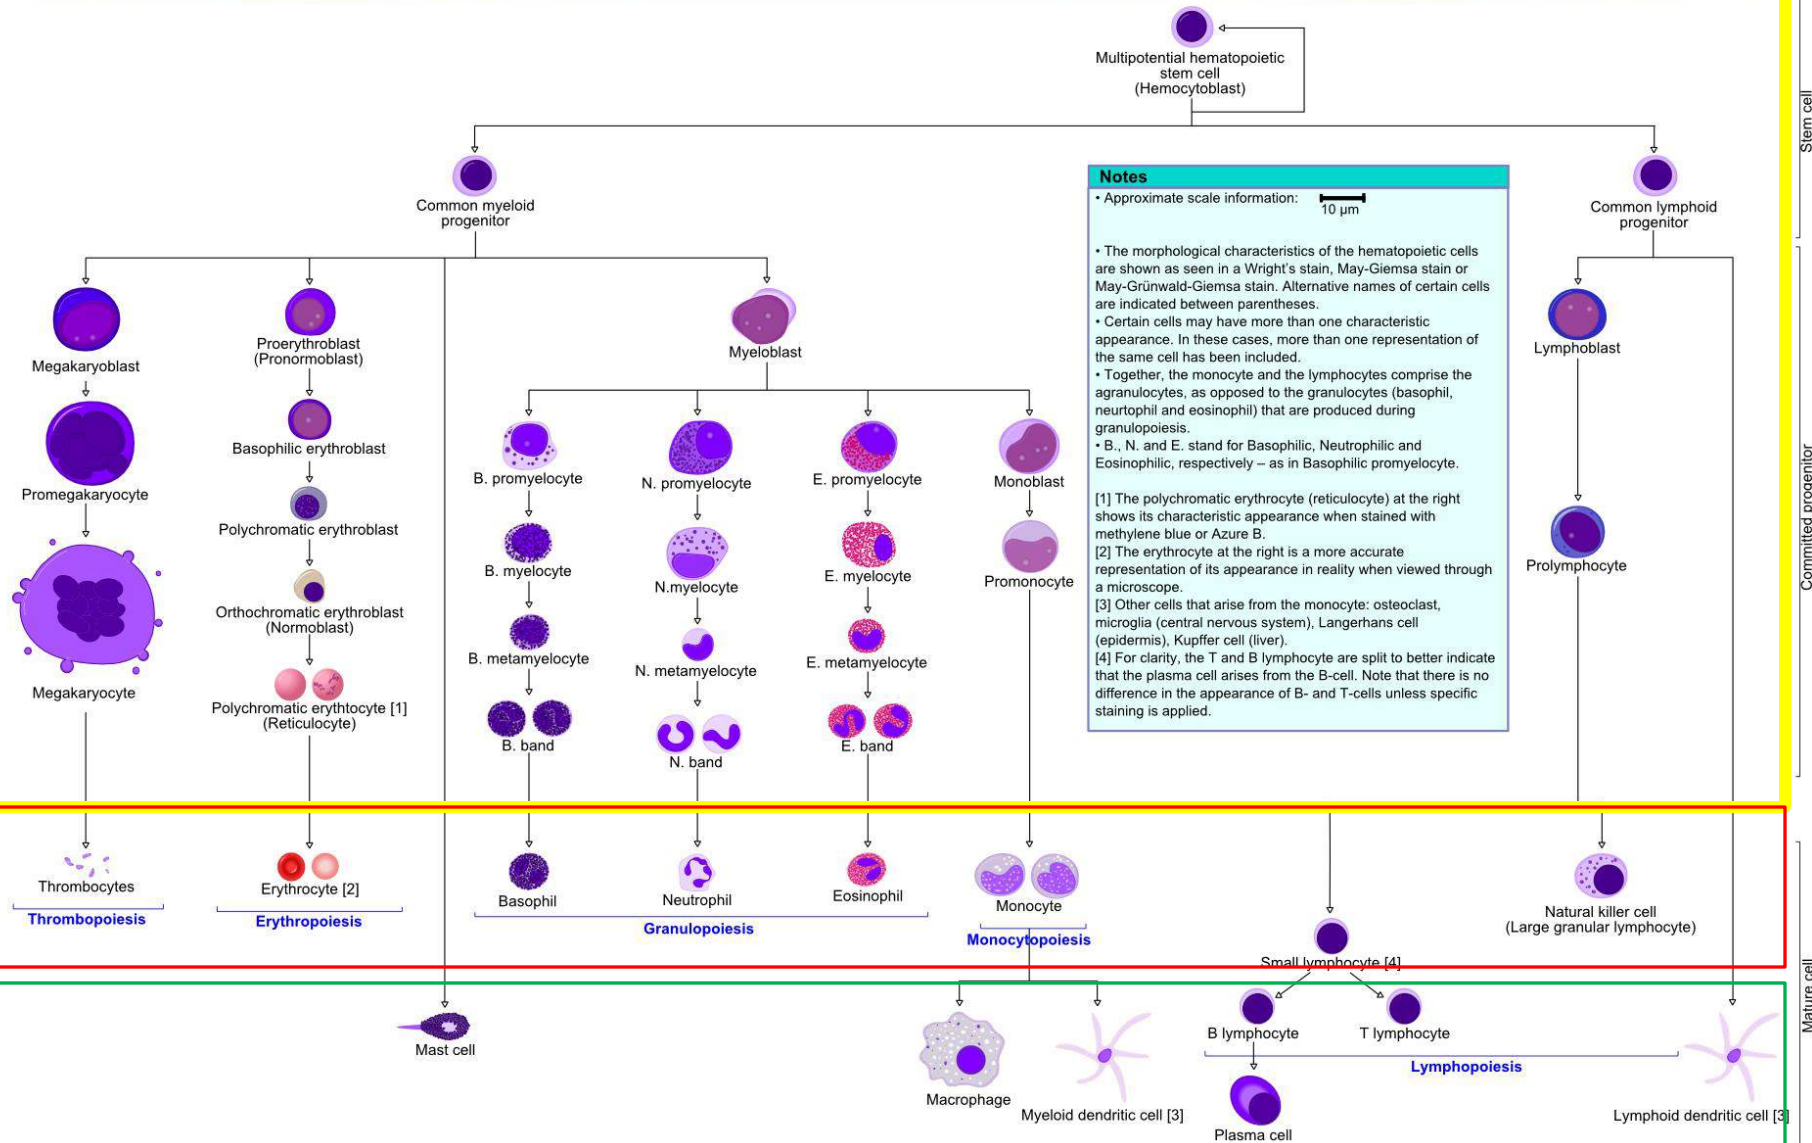 Multipotential hematopoietic
stem cell
(Hemocytoblast)
Stem cell
Common myeloid
progenitor
Common lymphoid
progenitor
Notes
• Approximate scale information:
10 µm
• The morphological characteristics of the hematopoietic cells
are shown as seen in a Wright's stain, May-Giemsa stain or
May-Grünwald-Giemsa stain. Alternative names of certain cells
are indicated between parentheses.
• Certain cells may have more than one characteristic
appearance. In these cases, more than one representation of
the same cell has been included.
• Together, the monocyte and the lymphocytes comprise the
agranulocytes, as opposed to the granulocytes (basophil,
neurtophil and eosinophil) that are produced during
granulopoiesis.
• B., N. and E. stand for Basophilic, Neutrophilic and
Eosinophilic, respectively – as in Basophilic promyelocyte.
[1] The polychromatic erythrocyte (reticulocyte) at the right
shows its characteristic appearance when stained with
methylene blue or Azure B.
[2] The erythrocyte at the right is a more accurate
representation of its appearance in reality when viewed through
a microscope.
[3] Other cells that arise from the monocyte: osteoclast,
microglia (central nervous system), Langerhans cell
(epidermis), Kupffer cell (liver).
[4] For clarity, the T and B lymphocyte are split to better indicate
that the plasma cell arises from the B-cell. Note that there is no
difference in the appearance of B- and T-cells unless specific
staining is applied.
Megakaryoblast
Proerythroblast
(Pronormoblast)
Myeloblast
Lymphoblast
Promegakaryocyte
Basophilic erythroblast
B. promyelocyte
N. promyelocyte
E. promyelocyte
Monoblast
Committed progenitor
Polychromatic erythroblast
B. myelocyte
N.myelocyte
E. myelocyte
Promonocyte
Prolymphocyte
Orthochromatic erythroblast
(Normoblast)
B. metamyelocyte
N. metamyelocyte
E. metamyelocyte
Megakaryocyte
Polychromatic erythtocyte [1]
(Reticulocyte)
B. band
N. band
E. band
Thrombocytes
Erythrocyte [2]
Basophil
Neutrophil
Eosinophil
Monocyte
Natural killer cell
(Large granular lymphocyte)
Thrombopoiesis
Erythropoiesis
Granulopoiesis
Monocytopoiesis
Small lymphocyte [4]
Mature cell
Mast cell
B lymphocyte
T lymphocyte
Lymphopoiesis
Macrophage
Myeloid dendritic cell [3]
Plasma cell
Lymphoid dendritic cell [3]